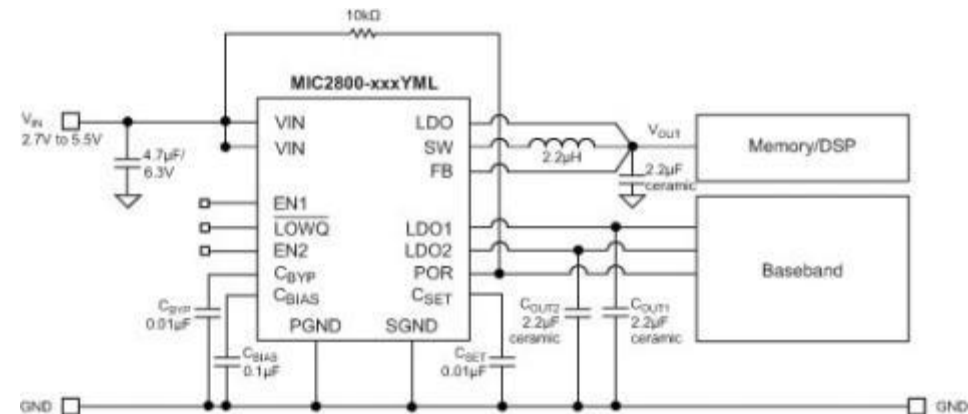 10kΩ
MIC2800-xxxYML
VIN
2.7V to 5.5V
4.7µF/
6.3V
VIN
VIN
EN1
LOWQ
EN2
CBYP
CBIAS
PGND
SGND
LDO
SW
FB
LDO1
LDO2
POR
CSET
2.2µH
VOUT
2.2µF
ceramic
Memory/DSP
Baseband
CBYP
0.01µF
CBIAS
0.1µF
CSET
0.01µF
COUT2
2.2µF
ceramic
COUT1
2.2µF
ceramic
GND
GND